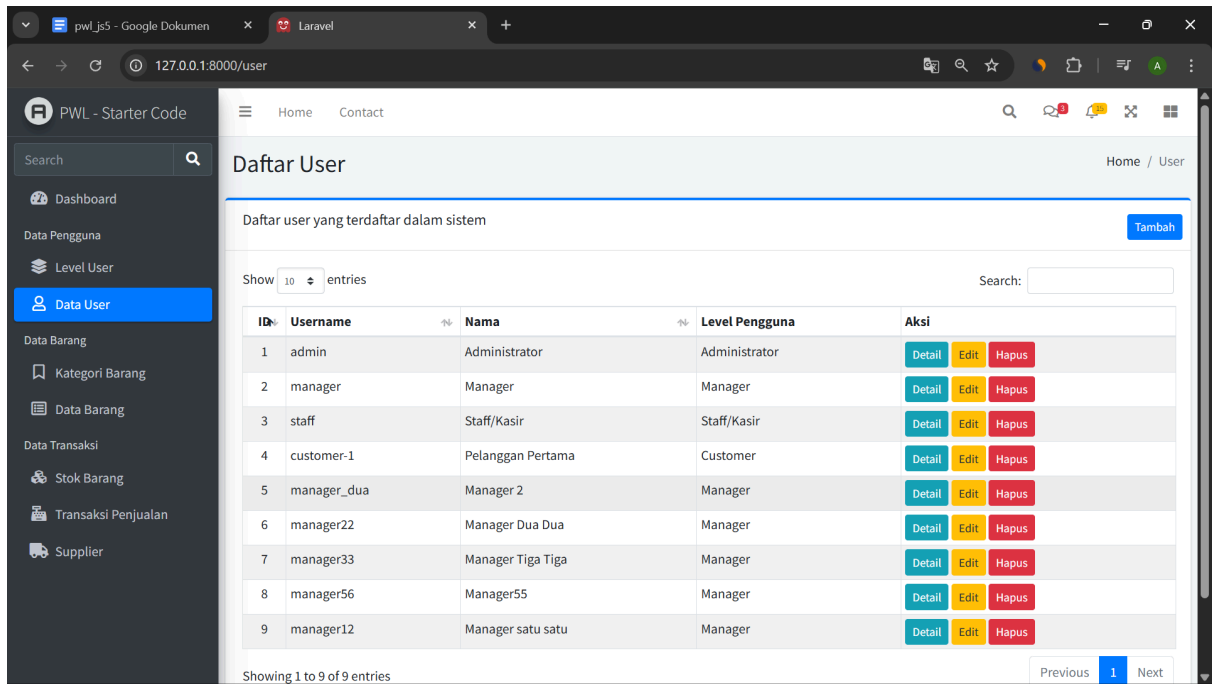 pwl_js5 - Google Dokumen
Laravel
127.0.0.1:8000/user
A
PWL - Starter Code
Home Contact
3
15
Search
Daftar User
Home / User
Dashboard
Data Pengguna
Level User
Data User
Data Barang
Kategori Barang
Data Barang
Data Transaksi
Stok Barang
Transaksi Penjualan
Supplier
Daftar user yang terdaftar dalam sistem
Tambah
Show 10 entries
Search:
ID Username Nama Level Pengguna Aksi
1 admin Administrator Administrator Detail Edit Hapus
2 manager Manager Manager Detail Edit Hapus
3 staff Staff/Kasir Staff/Kasir Detail Edit Hapus
4 customer-1 Pelanggan Pertama Customer Detail Edit Hapus
5 manager_dua Manager 2 Manager Detail Edit Hapus
6 manager22 Manager Dua Dua Manager Detail Edit Hapus
7 manager33 Manager Tiga Tiga Manager Detail Edit Hapus
8 manager56 Manager55 Manager Detail Edit Hapus
9 manager12 Manager satu satu Manager Detail Edit Hapus
Showing 1 to 9 of 9 entries
Previous 1 Next